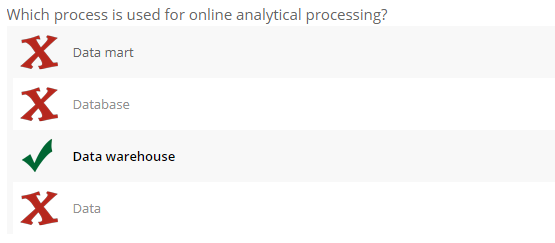 Which process is used for online analytical processing?
Data mart
Database
Data warehouse
Data